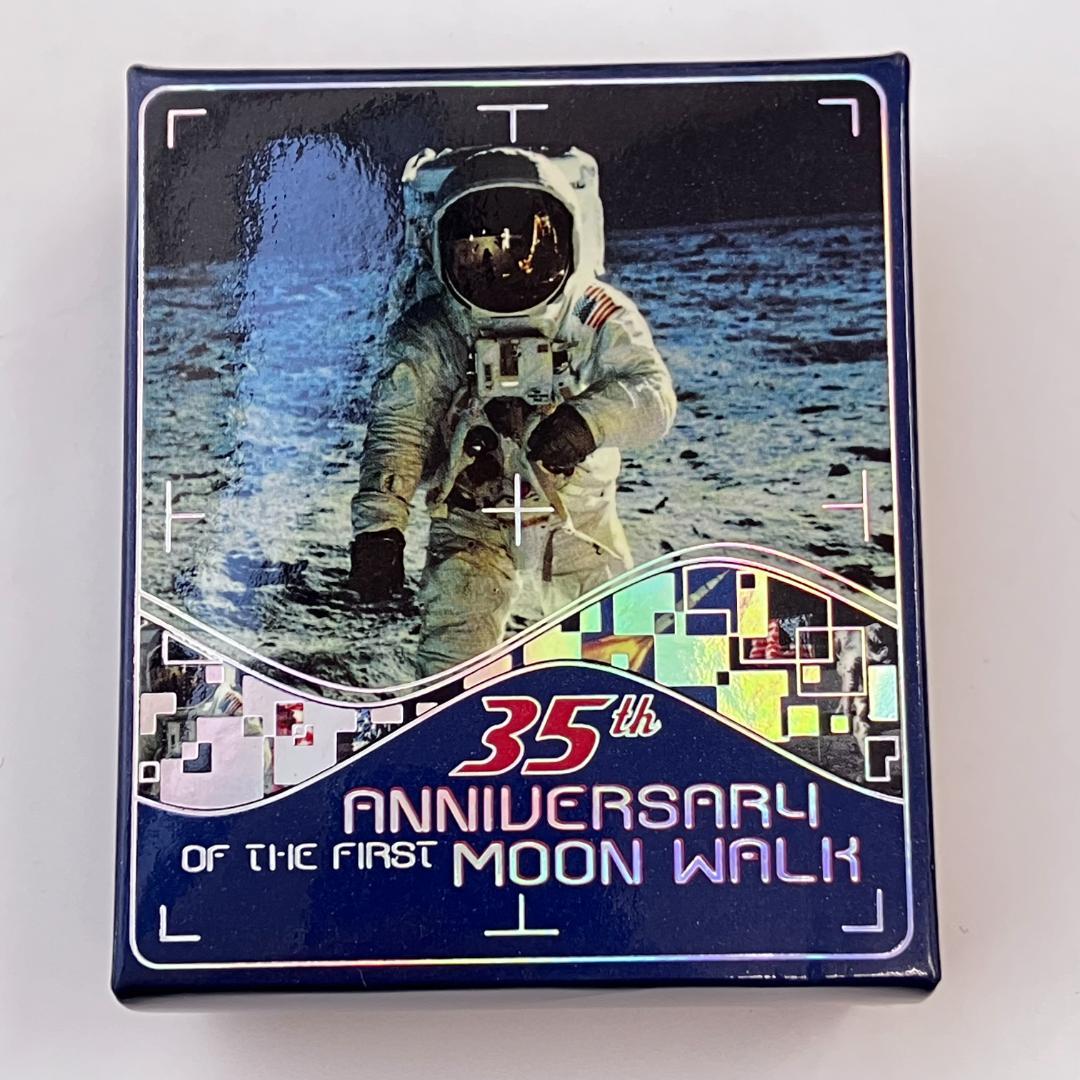 35th
ANNIVERSARY
OF THE FIRST MOON WALK